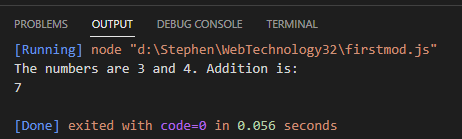 PROBLEMS OUTPUT DEBUG CONSOLE TERMINAL
[Running] node "d:\Stephen\WebTechnology32\firstmod.js"
The numbers are 3 and 4. Addition is:
7
[Done] exited with code=0 in 0.056 seconds